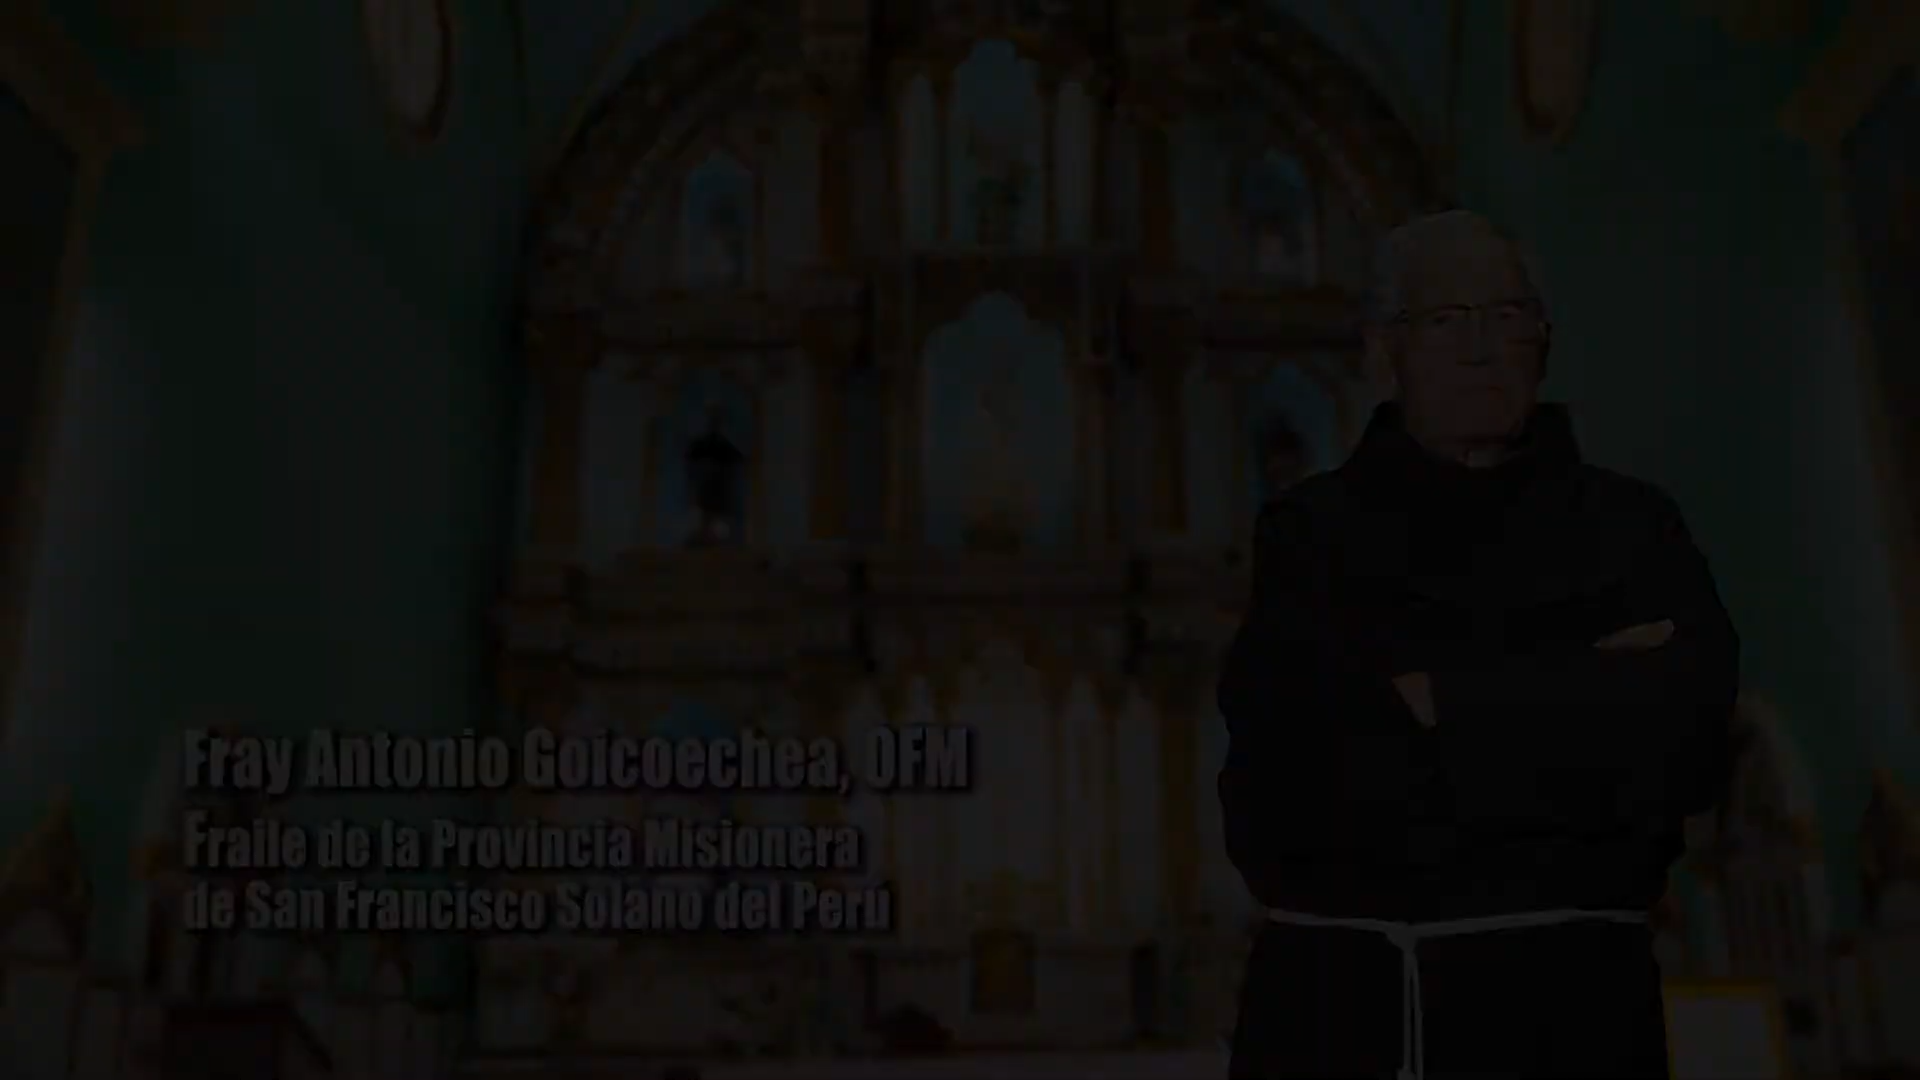 Fray Antonio Goicoechea, OFM
Fraile de la Provincia Misionera
de San Francisco Solano del Perú